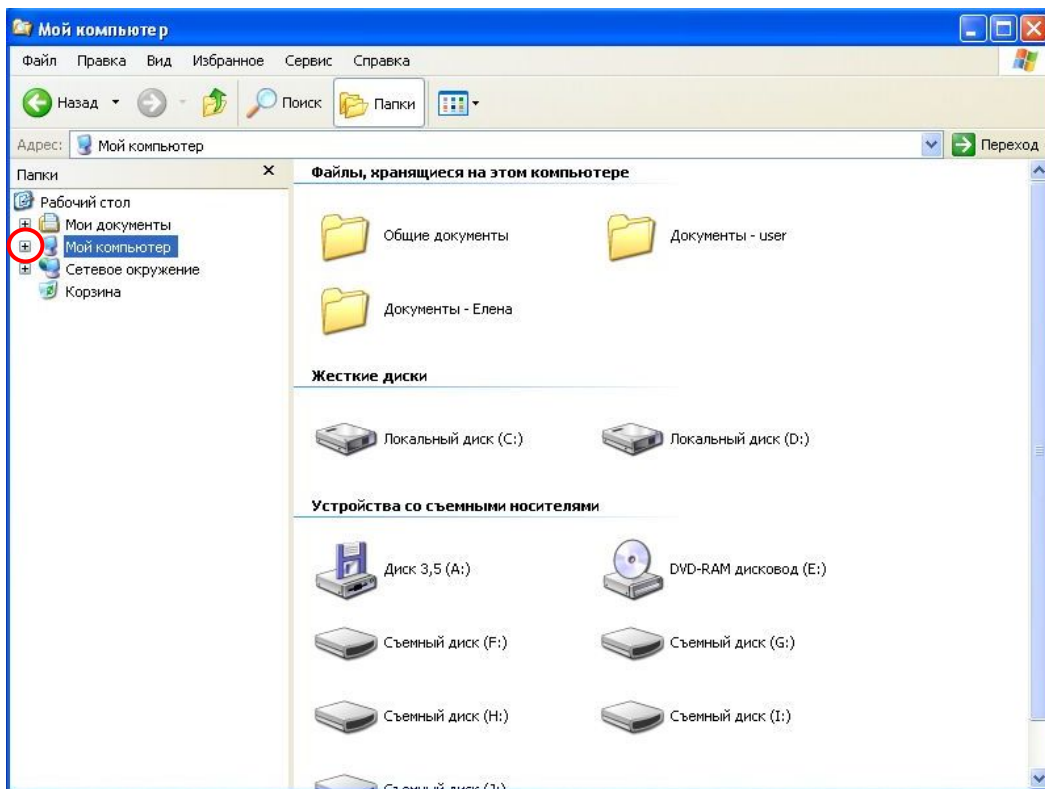 Мой компьютер
Файл Правка Вид Избранное Сервис Справка
Назад Поиск Папки
Адрес: Мой компьютер Переход
Папки
Рабочий стол
Мои документы
Мой компьютер
Сетевое окружение
Корзина
Файлы, хранящиеся на этом компьютере
Общие документы Документы - user
Документы - Елена
Жесткие диски
Локальный диск (C:) Локальный диск (D:)
Устройства со съемными носителями
Диск 3,5 (A:) DVD-RAM дисковод (E:)
Съемный диск (F:) Съемный диск (G:)
Съемный диск (H:) Съемный диск (I:)
Съемный диск (J:)